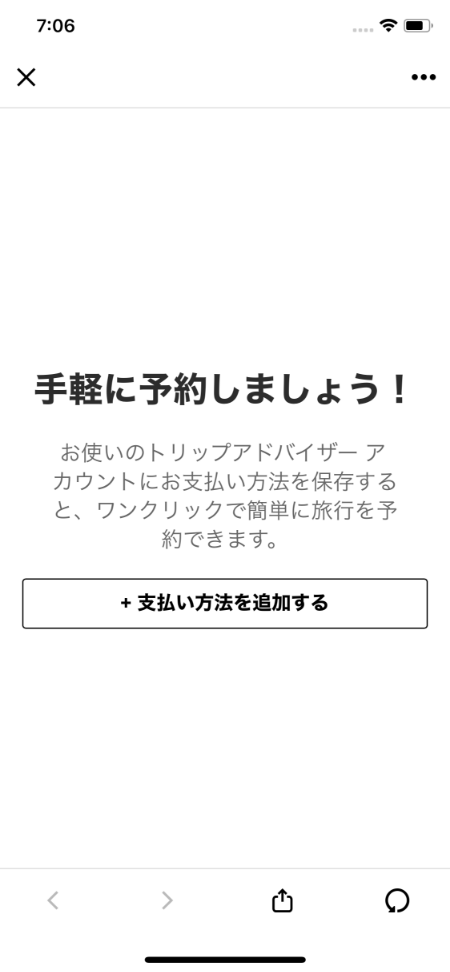 7:06
手軽に予約しましょう！
お使いのトリップアドバイザー ア
カウントにお支払い方法を保存する
と、ワンクリックで簡単に旅行を予
約できます。
+ 支払い方法を追加する